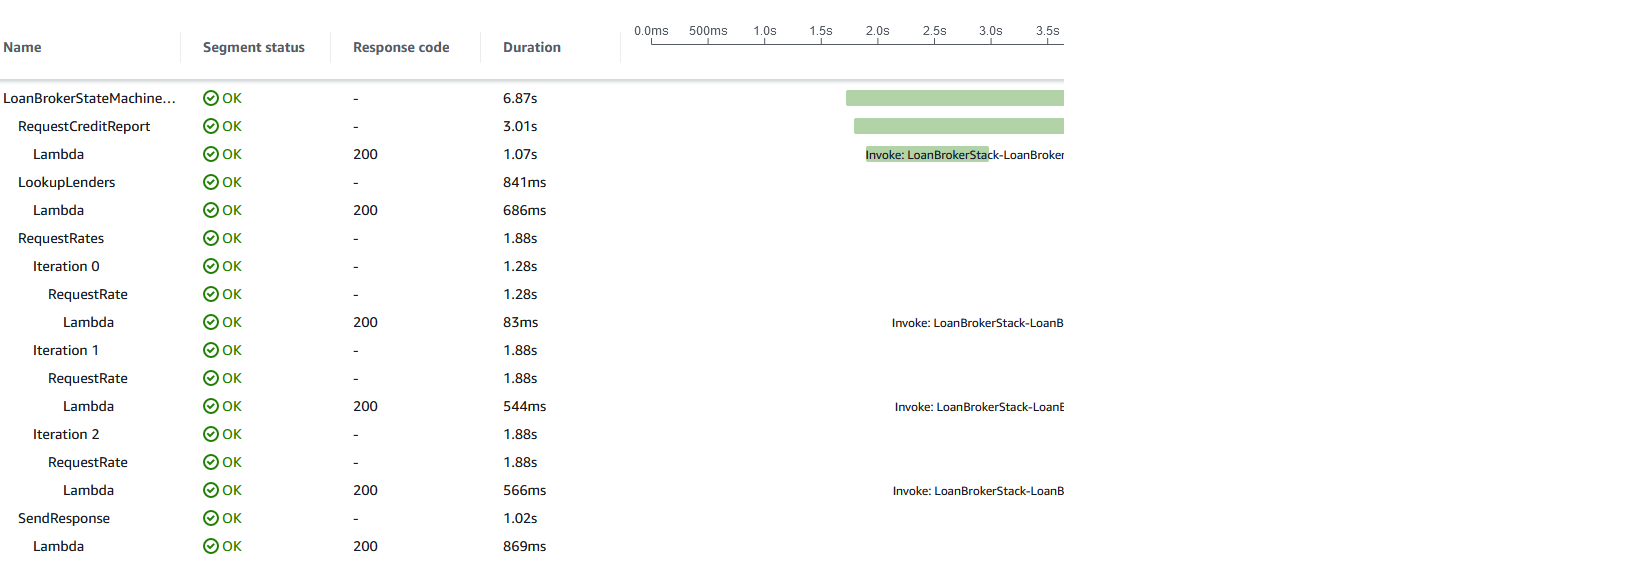 0.0ms 500ms 1.0s 1.5s 2.0s 2.5s 3.0s 3.5s
Name Segment status Response code Duration
LoanBrokerStateMachine... OK - 6.87s
RequestCreditReport OK - 3.01s
Lambda OK 200 1.07s Invoke: LoanBrokerStack-LoanBroker
LookupLenders OK - 841ms
Lambda OK 200 686ms
RequestRates OK - 1.88s
Iteration 0 OK - 1.28s
RequestRate OK - 1.28s
Lambda OK 200 83ms Invoke: LoanBrokerStack-LoanB
Iteration 1 OK - 1.88s
RequestRate OK - 1.88s
Lambda OK 200 544ms Invoke: LoanBrokerStack-LoanB
Iteration 2 OK - 1.88s
RequestRate OK - 1.88s
Lambda OK 200 566ms Invoke: LoanBrokerStack-LoanB
SendResponse OK - 1.02s
Lambda OK 200 869ms